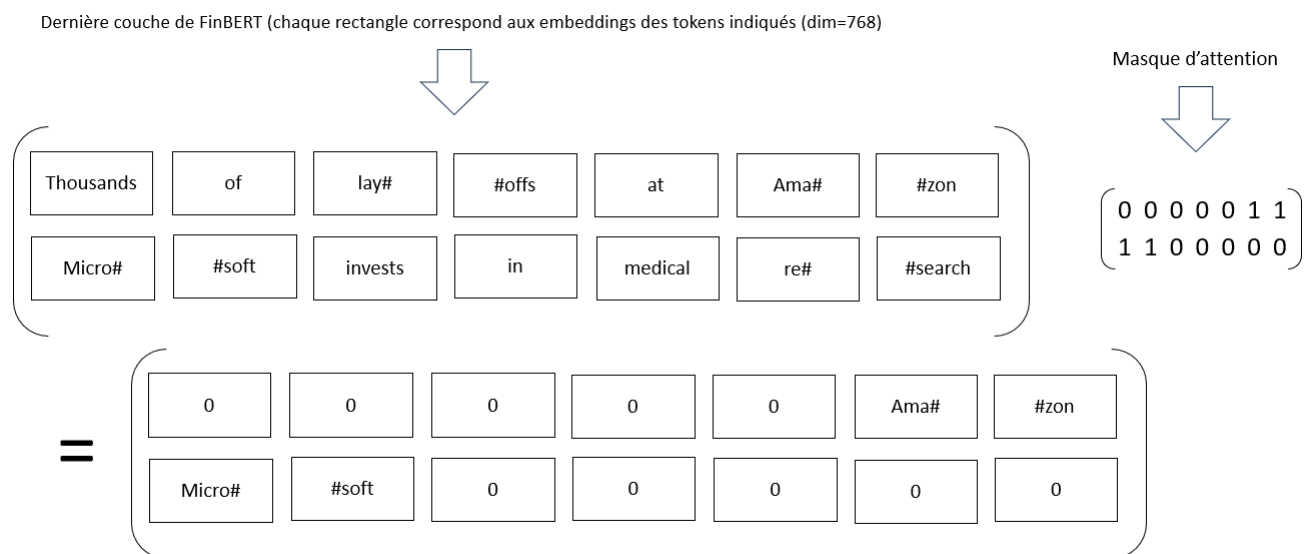 Dernière couche de FinBERT (chaque rectangle correspond aux embeddings des tokens indiqués (dim=768)
Masque d’attention
Thousands of lay# #offs at Ama# #zon
Micro# #soft invests in medical re# #search
0 0 0 0 0 1 1
1 1 0 0 0 0 0
=
0 0 0 0 0 Ama# #zon
Micro# #soft 0 0 0 0 0